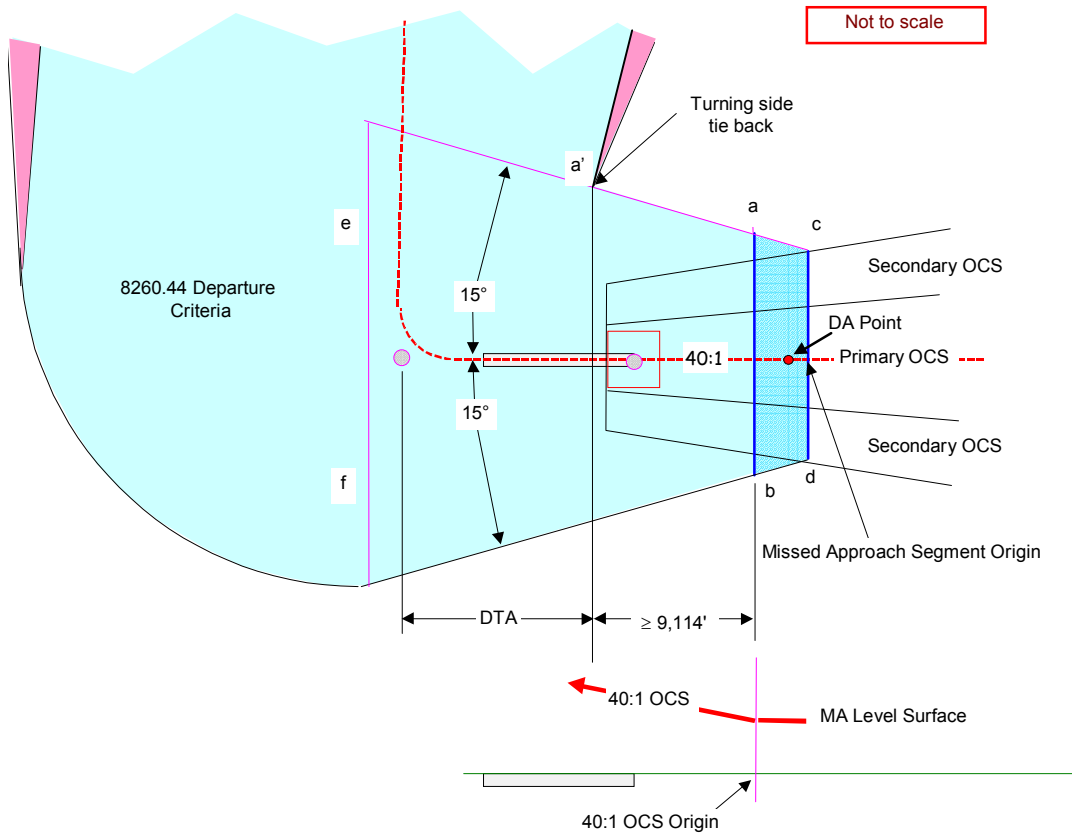 Not to scale
Turning side
tie back
a'
a
c
e
Secondary OCS
15°
8260.44 Departure
Criteria
DA Point
40:1
Primary OCS
15°
Secondary OCS
f
b
d
Missed Approach Segment Origin
DTA
≥ 9,114'
40:1 OCS
MA Level Surface
40:1 OCS Origin